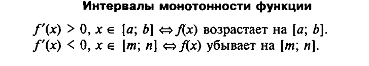 Интервалы монотонности функции
f′(x) > 0, x ∈ [a; b] ⇔ f(x) возрастает на [a; b].
f′(x) < 0, x ∈ [m; n] ⇔ f(x) убывает на [m; n].